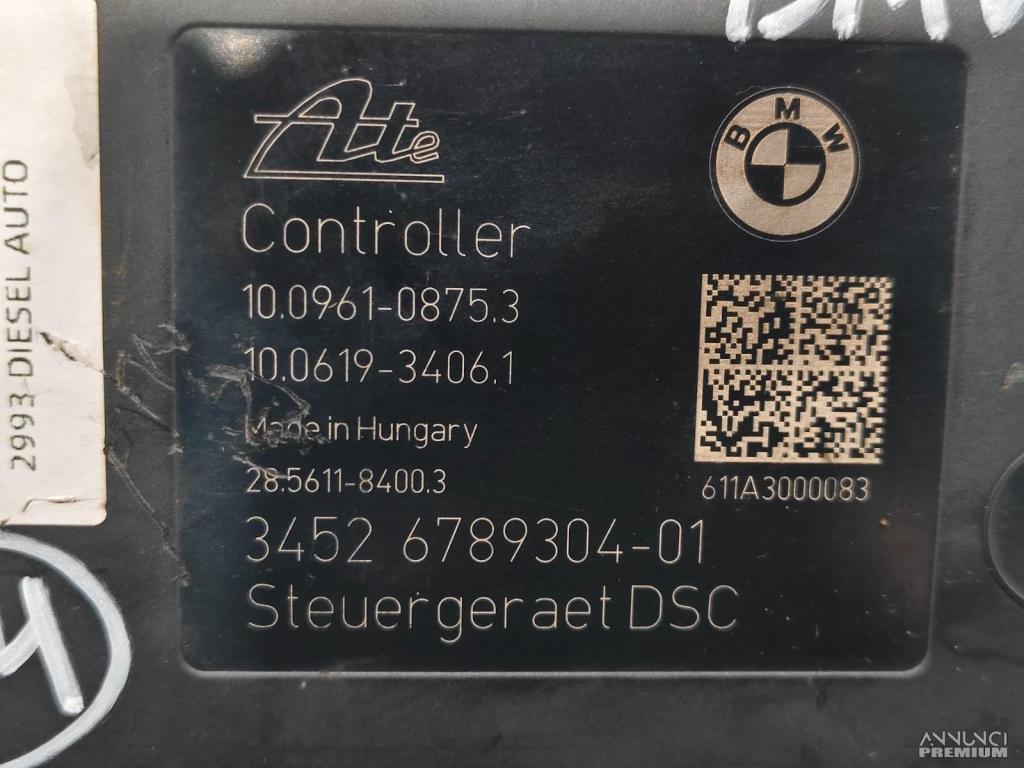 2993-DIESEL AUTO
Ate
BMW
Controller
10.0961-0875.3
10.0619-3406.1
Made in Hungary
28.5611-8400.3
611A3000083
3452 6789304-01
Steuergeraet DSC
4
ANNUNCI
PREMIUM